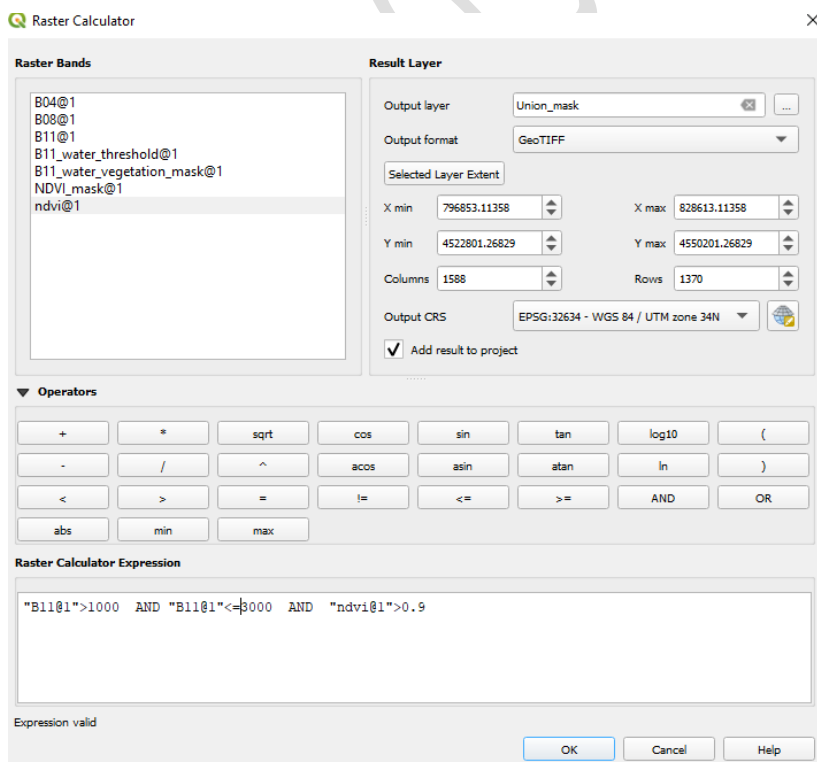 Raster Calculator
Raster Bands
B04@1
B08@1
B11@1
B11_water_threshold@1
B11_water_vegetation_mask@1
NDVI_mask@1
ndvi@1
Result Layer
Output layer Union_mask ...
Output format GeoTIFF
Selected Layer Extent
X min 796853.11358 X max 828613.11358
Y min 4522801.26829 Y max 4550201.26829
Columns 1588 Rows 1370
Output CRS EPSG:32634 - WGS 84 / UTM zone 34N
Add result to project
Operators
+ * sqrt cos sin tan log10 (
- / ^ acos asin atan ln )
< > = != <= >= AND OR
abs min max
Raster Calculator Expression
"B11@1">1000 AND "B11@1"<=3000 AND "ndvi@1">0.9
Expression valid
OK Cancel Help